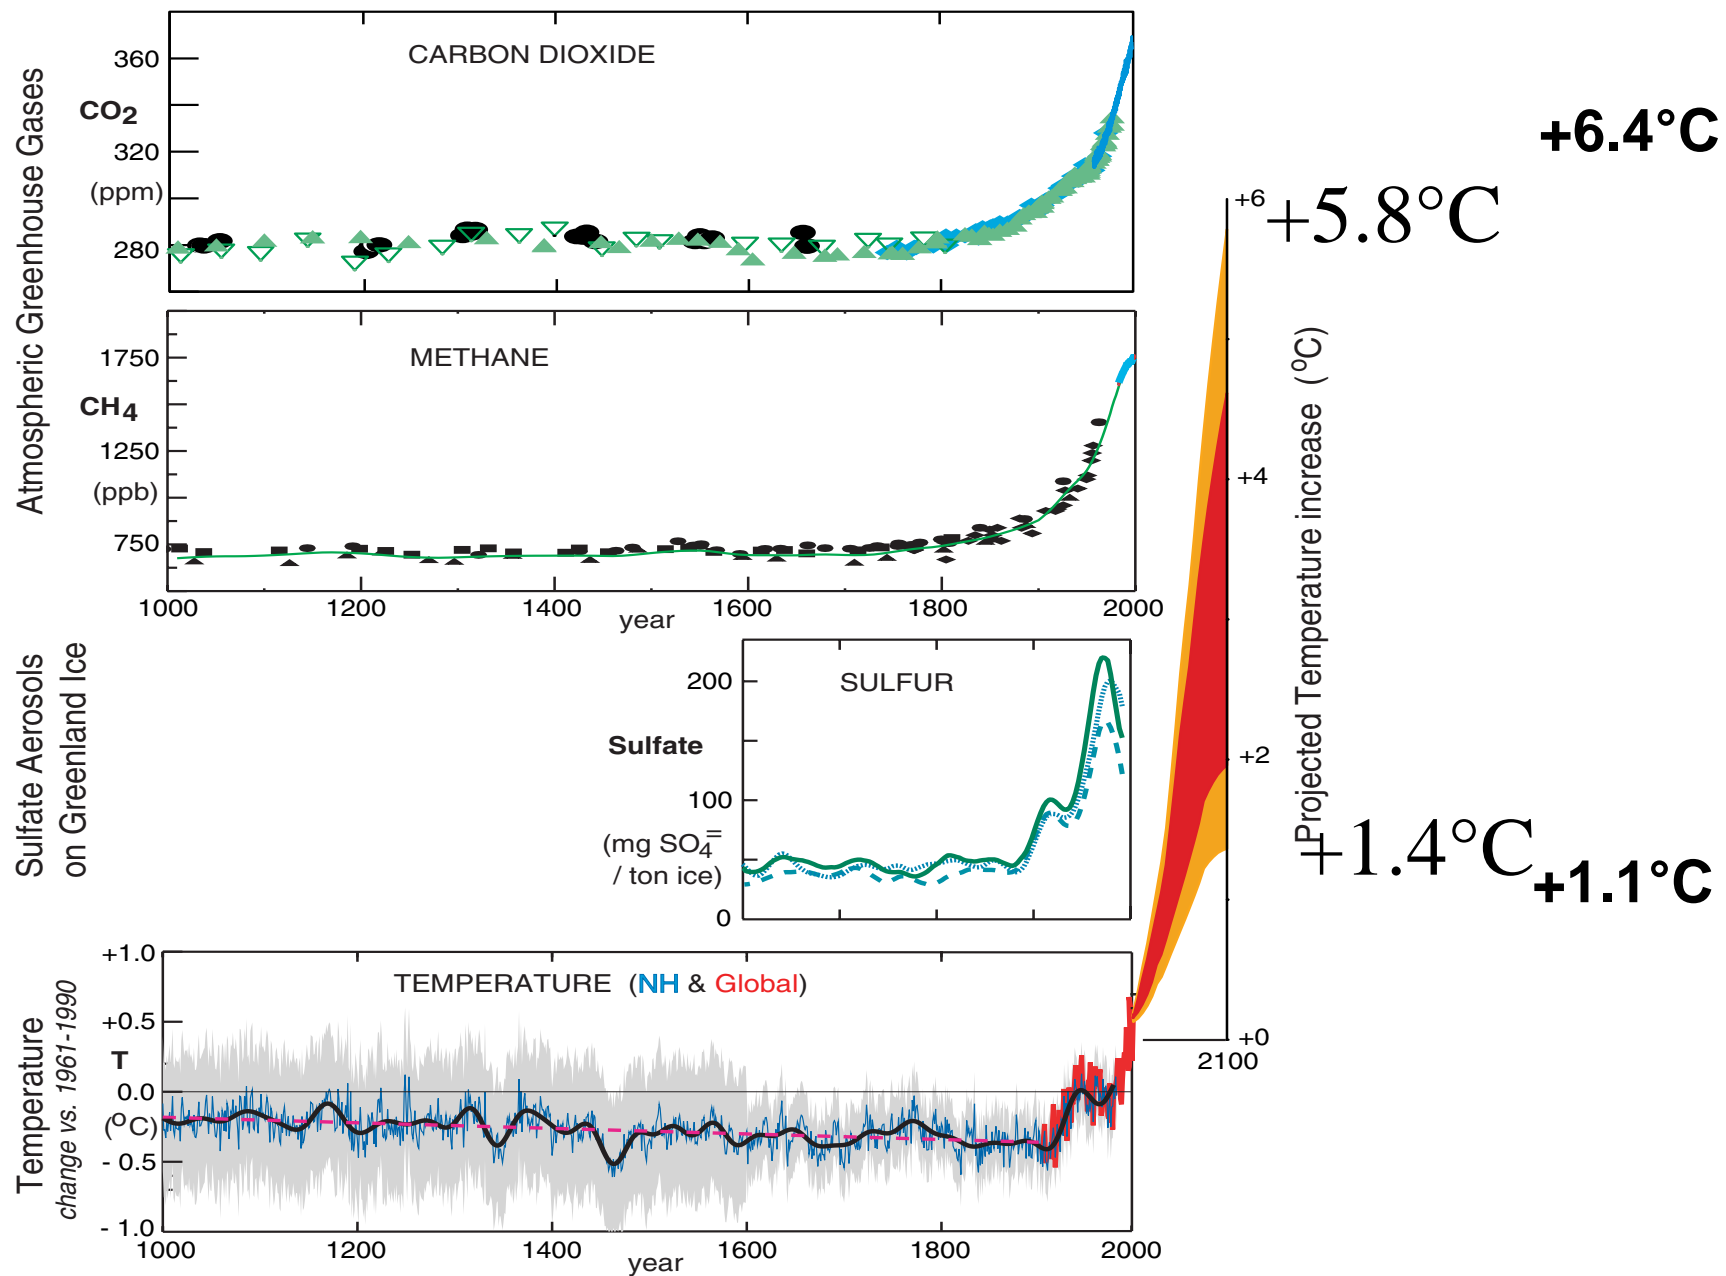 Atmospheric Greenhouse Gases
CARBON DIOXIDE
360
CO2
320
(ppm)
280
METHANE
1750
CH4
1250
(ppb)
750
1000 1200 1400 1600 1800 2000
year
Sulfate Aerosols
on Greenland Ice
SULFUR
200
Sulfate
100
(mg SO4=
/ ton ice)
0
Temperature
change vs. 1961-1990
TEMPERATURE (NH & Global)
+1.0
+0.5
T
0.0
(°C)
- 0.5
- 1.0
1000 1200 1400 1600 1800 2000
year
+6
+4
+2
+0
2100
Projected Temperature increase (°C)
+6.4°C
+5.8°C
+1.4°C
+1.1°C